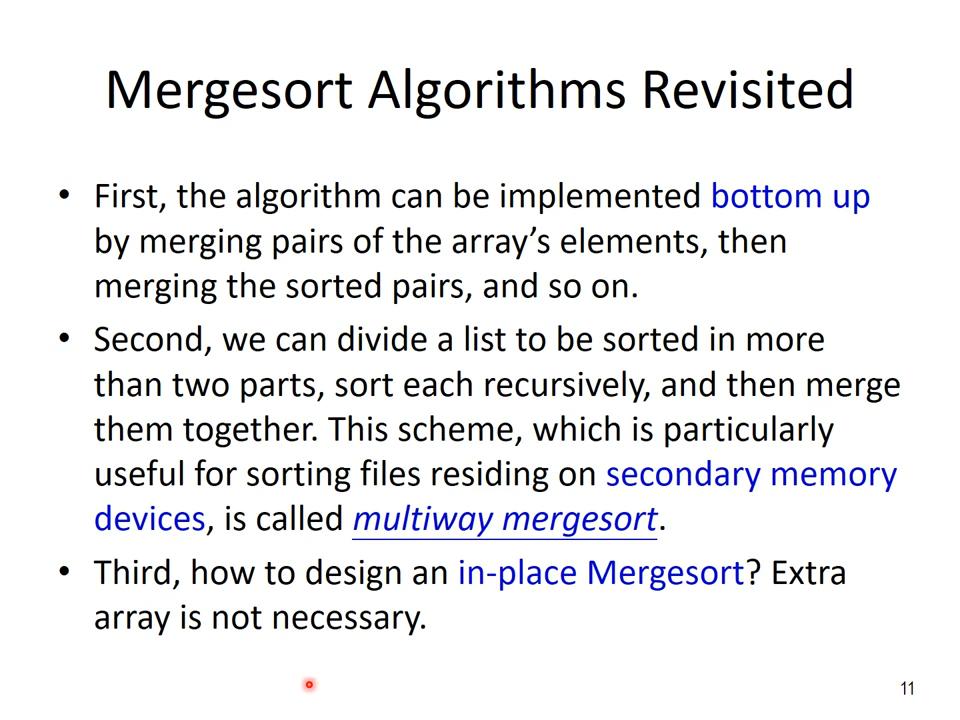 Mergesort Algorithms Revisited
• First, the algorithm can be implemented bottom up
by merging pairs of the array’s elements, then
merging the sorted pairs, and so on.
• Second, we can divide a list to be sorted in more
than two parts, sort each recursively, and then merge
them together. This scheme, which is particularly
useful for sorting files residing on secondary memory
devices, is called multiway mergesort.
• Third, how to design an in-place Mergesort? Extra
array is not necessary.
11